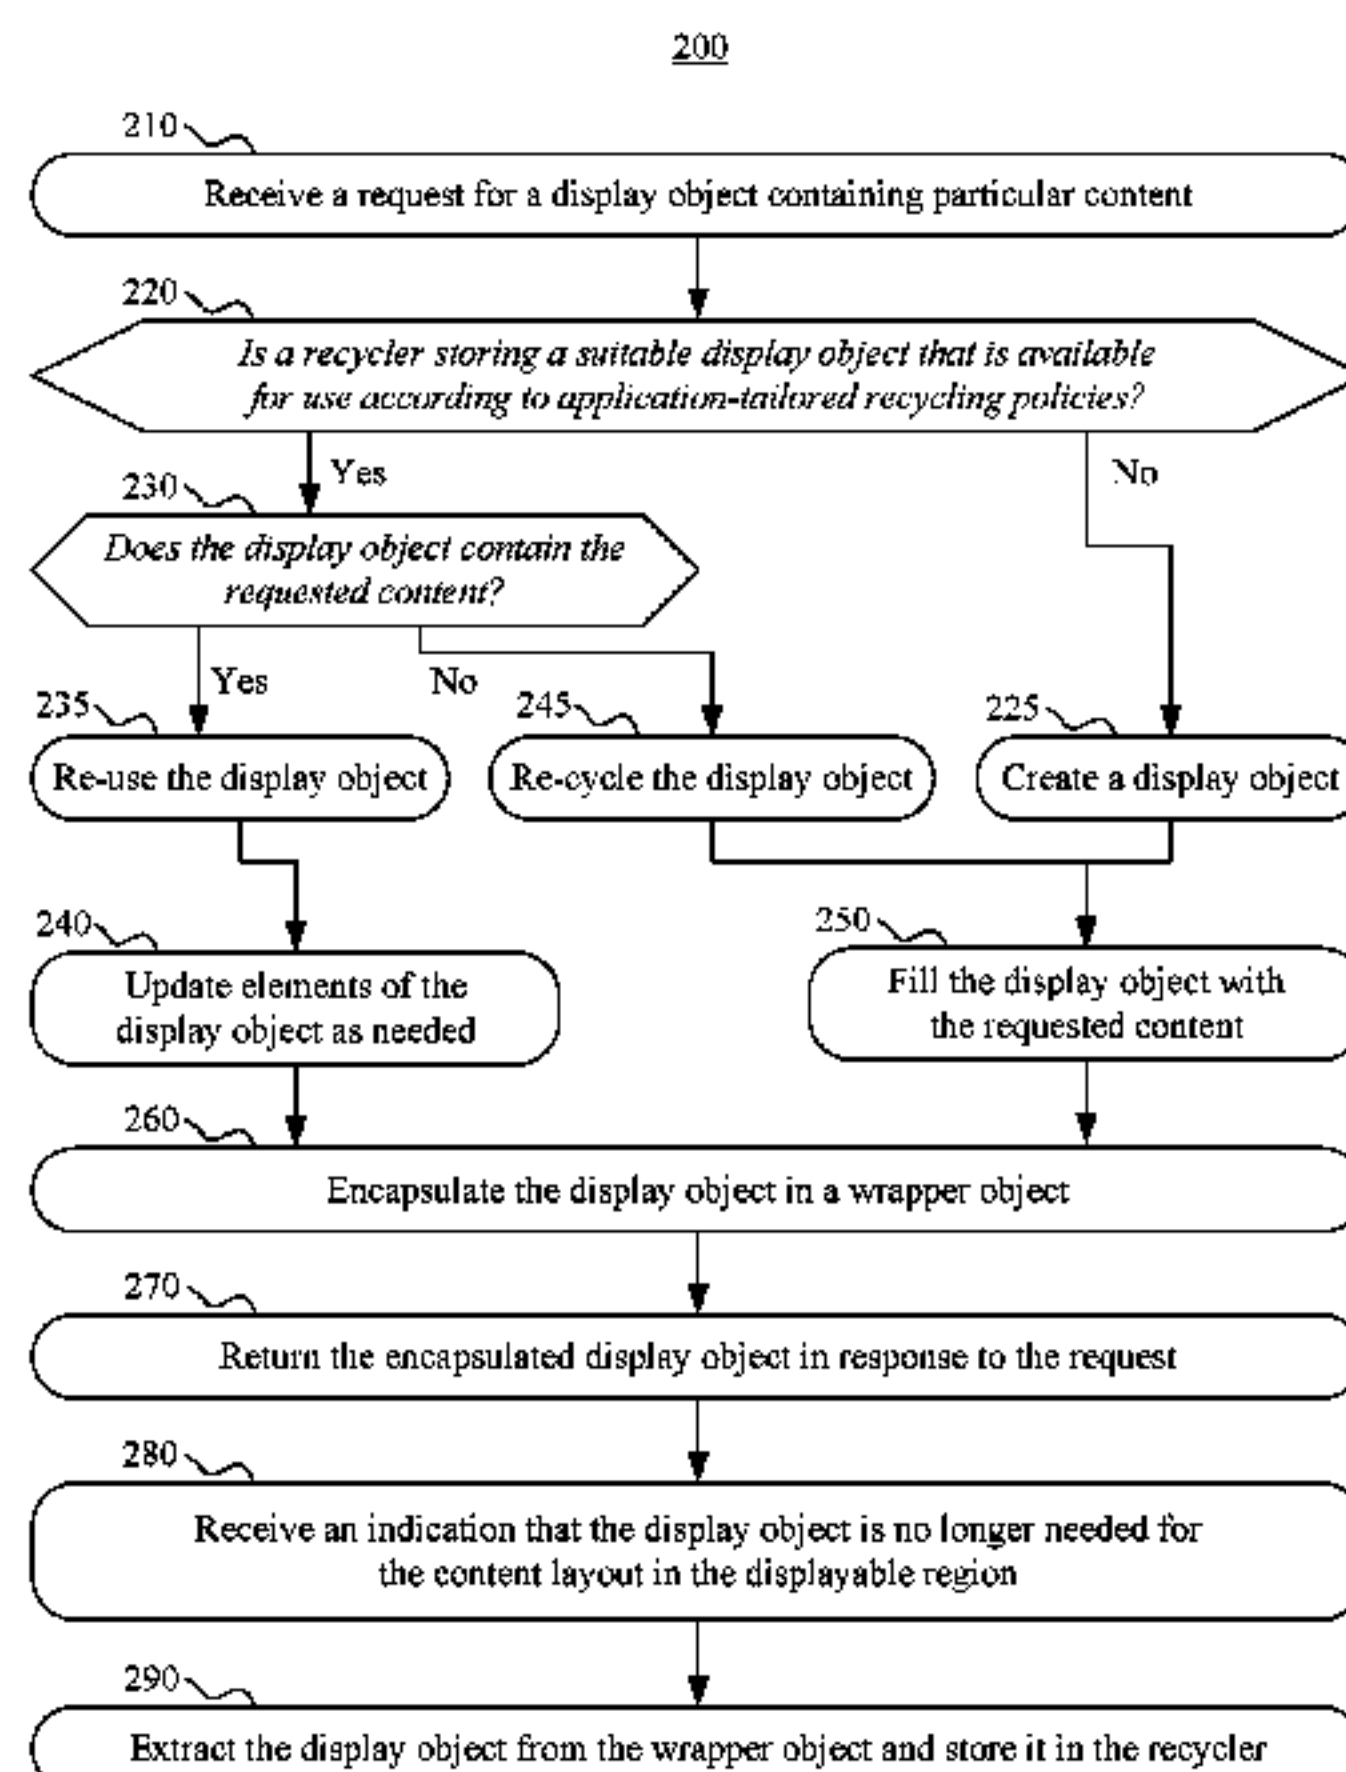 200
210
Receive a request for a display object containing particular content
220
Is a recycler storing a suitable display object that is available
for use according to application-tailored recycling policies?
Yes
No
230
Does the display object contain the
requested content?
Yes
No
235
245
225
Re-use the display object
Re-cycle the display object
Create a display object
240
250
Update elements of the
display object as needed
Fill the display object with
the requested content
260
Encapsulate the display object in a wrapper object
270
Return the encapsulated display object in response to the request
280
Receive an indication that the display object is no longer needed for
the content layout in the displayable region
290
Extract the display object from the wrapper object and store it in the recycler